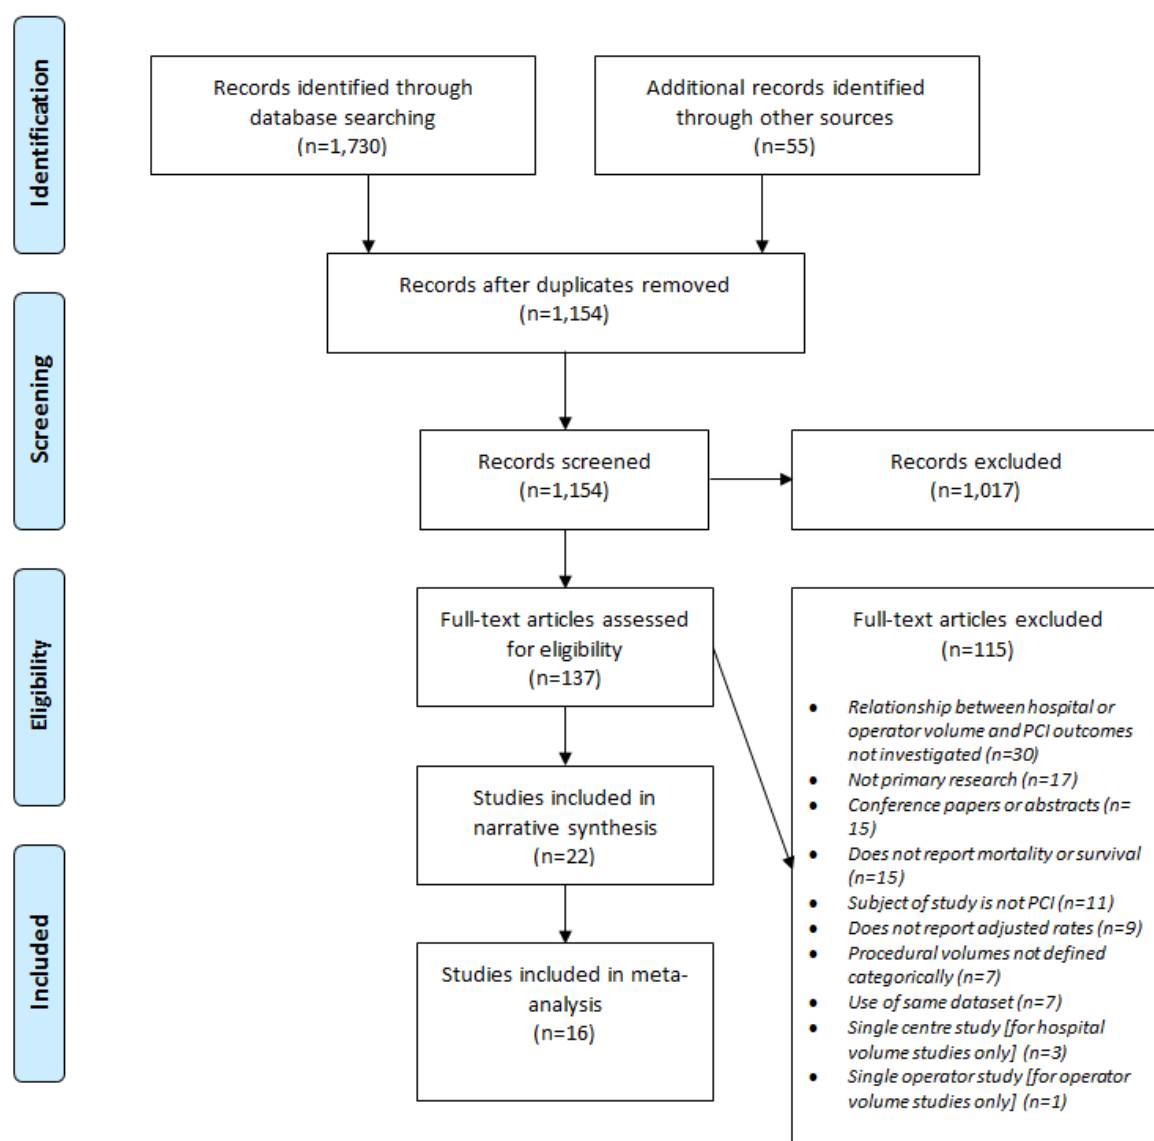 Identification
Records identified through
database searching
(n=1,730)
Additional records identified
through other sources
(n=55)
Records after duplicates removed
(n=1,154)
Screening
Records screened
(n=1,154)
Records excluded
(n=1,017)
Eligibility
Full-text articles assessed
for eligibility
(n=137)
Full-text articles excluded
(n=115)
• Relationship between hospital or
operator volume and PCI outcomes
not investigated (n=30)
• Not primary research (n=17)
• Conference papers or abstracts (n=
15)
• Does not report mortality or survival
(n=15)
• Subject of study is not PCI (n=11)
• Does not report adjusted rates (n=9)
• Procedural volumes not defined
categorically (n=7)
• Use of same dataset (n=7)
• Single centre study [for hospital
volume studies only] (n=3)
• Single operator study [for operator
volume studies only] (n=1)
Studies included in
narrative synthesis
(n=22)
Included
Studies included in meta-
analysis
(n=16)